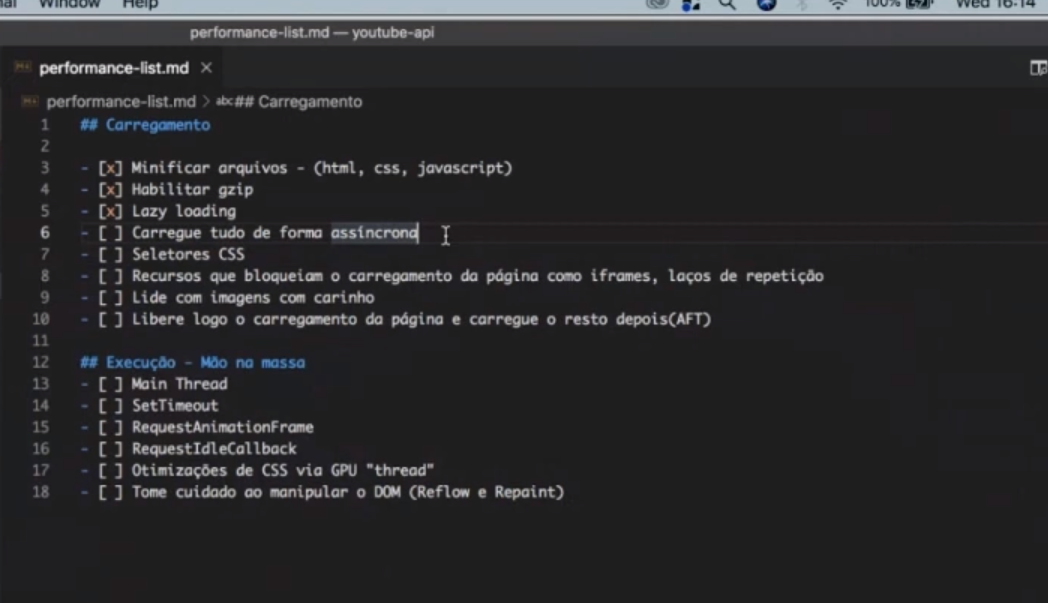 Window Help 100% Wed 16:14
performance-list.md — youtube-api
performance-list.md ×
performance-list.md > abc ## Carregamento
1 ## Carregamento
2
3 - [x] Minificar arquivos - (html, css, javascript)
4 - [x] Habilitar gzip
5 - [x] Lazy loading
6 - [ ] Carregue tudo de forma assíncrona
7 - [ ] Seletores CSS
8 - [ ] Recursos que bloqueiam o carregamento da página como iframes, laços de repetição
9 - [ ] Lide com imagens com carinho
10 - [ ] Libere logo o carregamento da página e carregue o resto depois(AFT)
11
12 ## Execução - Mão na massa
13 - [ ] Main Thread
14 - [ ] SetTimeout
15 - [ ] RequestAnimationFrame
16 - [ ] RequestIdleCallback
17 - [ ] Otimizações de CSS via GPU "thread"
18 - [ ] Tome cuidado ao manipular o DOM (Reflow e Repaint)